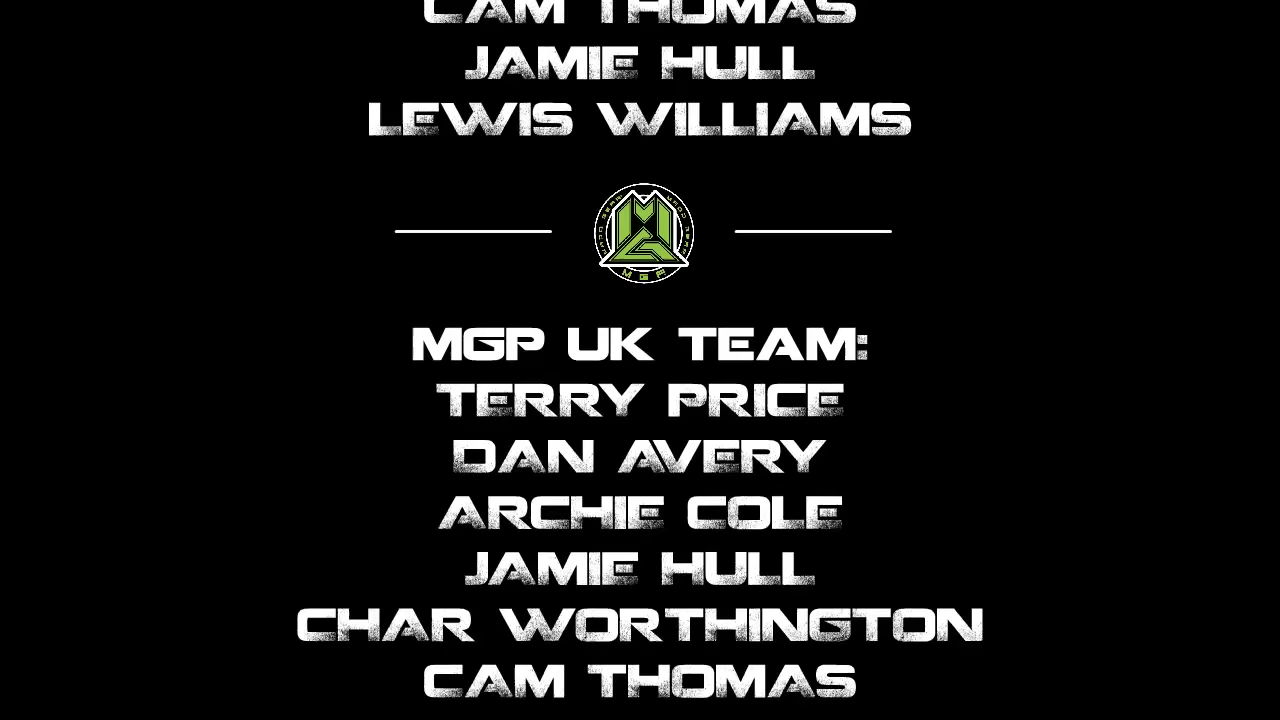 CAM THOMAS
JAMIE HULL
LEWIS WILLIAMS
MGP
MGP UK TEAM:
TERRY PRICE
DAN AVERY
ARCHIE COLE
JAMIE HULL
CHAR WORTHINGTON
CAM THOMAS